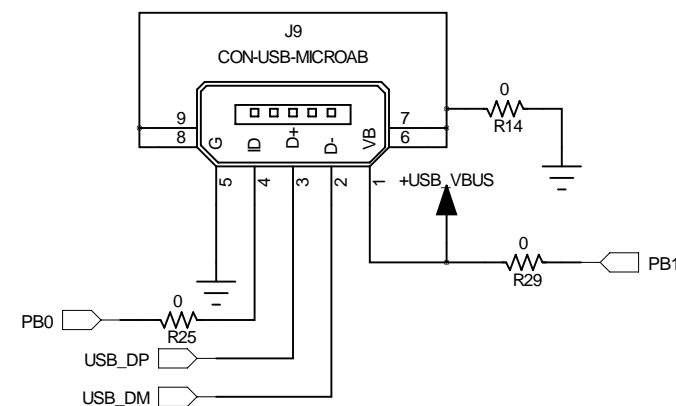 J9
CON-USB-MICROAB
9
8
7
6
G
ID
D+
D-
VB
5
4
3
2
1
0
R14
+USB_VBUS
0
R29
PB1
PB0
0
R25
USB_DP
USB_DM